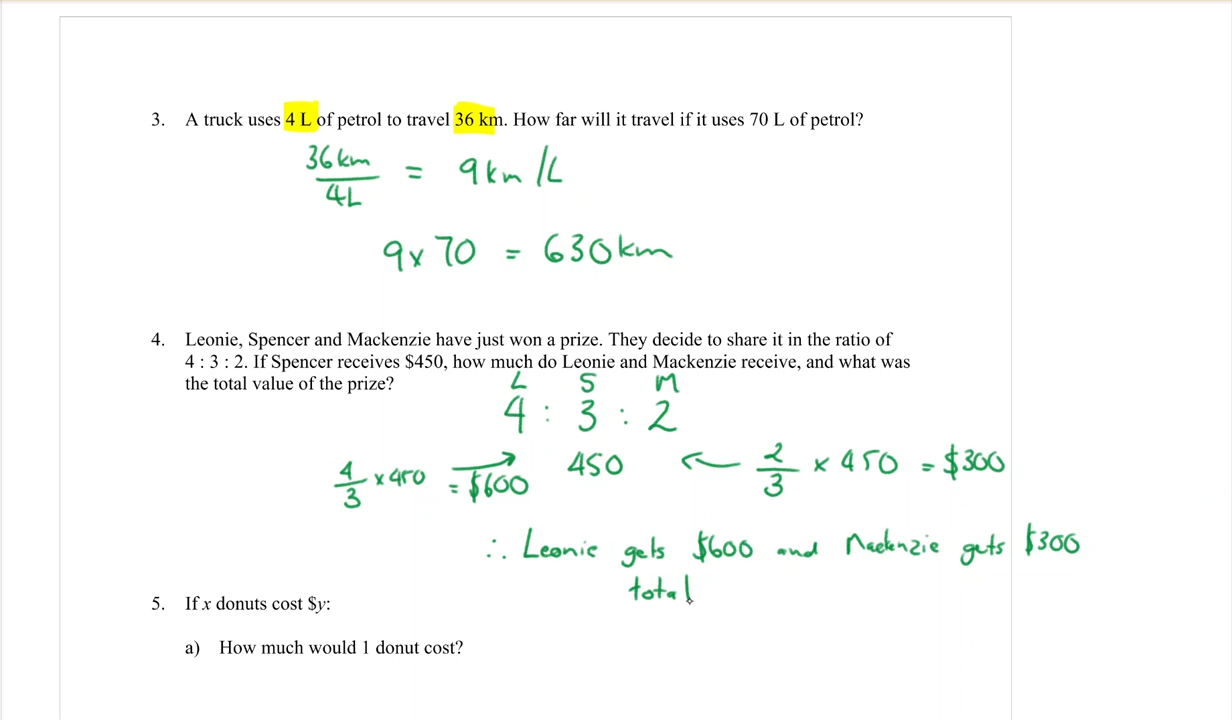 3. A truck uses 4 L of petrol to travel 36 km. How far will it travel if it uses 70 L of petrol?
36km
4L
= 9km/L
9 x 70 = 630km
4. Leonie, Spencer and Mackenzie have just won a prize. They decide to share it in the ratio of
4 : 3 : 2. If Spencer receives $450, how much do Leonie and Mackenzie receive, and what was
the total value of the prize?
L S M
4 : 3 : 2
4/3 x 450 = $600 → 450 ← 2/3 x 450 = $300
∴ Leonie gets $600 and Mackenzie gets $300
total
5. If x donuts cost $y:
a) How much would 1 donut cost?